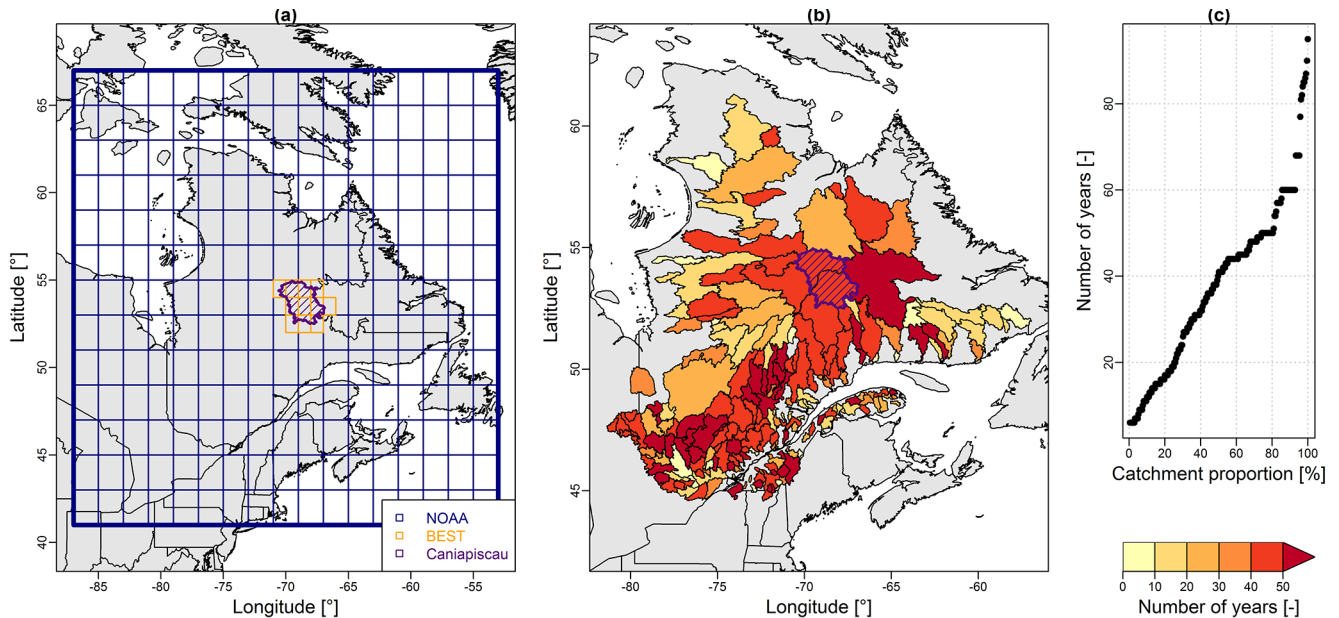 (a)
Latitude [°]
65
60
55
50
45
40
-85
-80
-75
-70
-65
-60
-55
Longitude [°]
NOAA
BEST
Caniapiscau
(b)
Latitude [°]
60
55
50
45
-80
-75
-70
-65
-60
Longitude [°]
(c)
Number of years [-]
80
60
40
20
0 20 40 60 80 100
Catchment proportion [%]
0 10 20 30 40 50
Number of years [-]